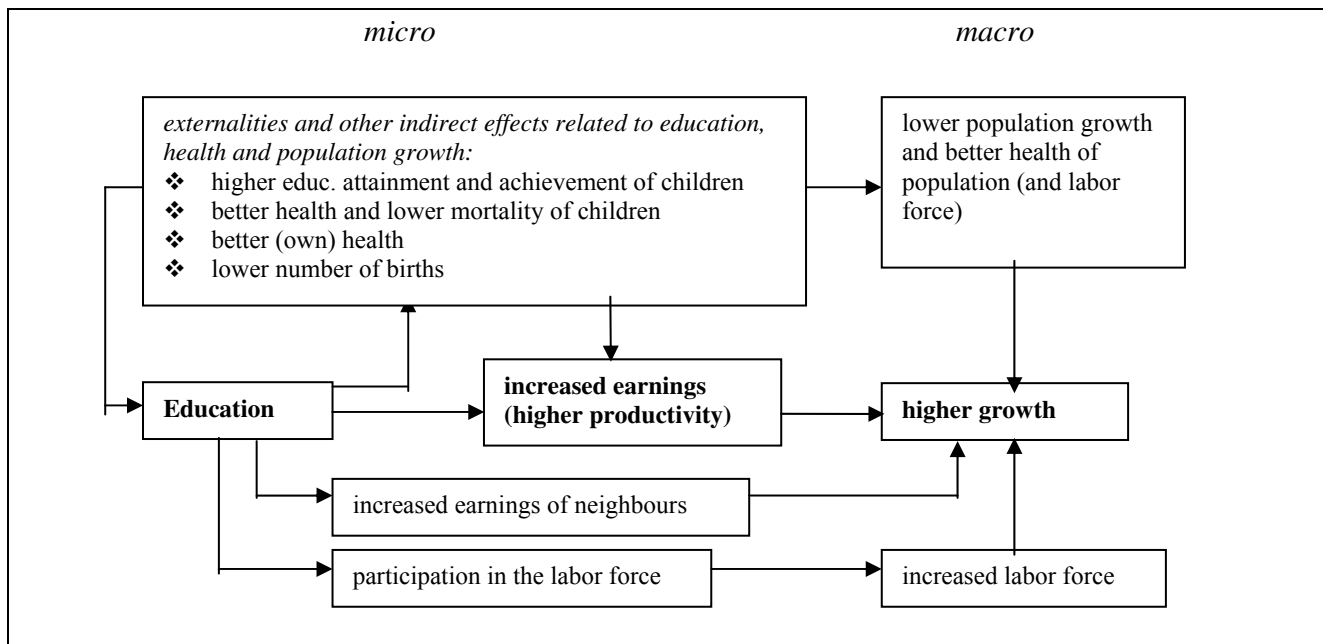 micro
macro
externalities and other indirect effects related to education,
health and population growth:
❖ higher educ. attainment and achievement of children
❖ better health and lower mortality of children
❖ better (own) health
❖ lower number of births
lower population growth
and better health of
population (and labor
force)
Education
increased earnings
(higher productivity)
higher growth
increased earnings of neighbours
participation in the labor force
increased labor force